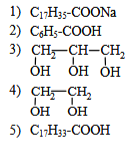 1) C₁₇H₃₅-COONa
2) C₆H₅-COOH
3) CH₂-CH-CH₂
OH OH OH
4) CH₂-CH₂
OH OH
5) C₁₇H₃₃-COOH